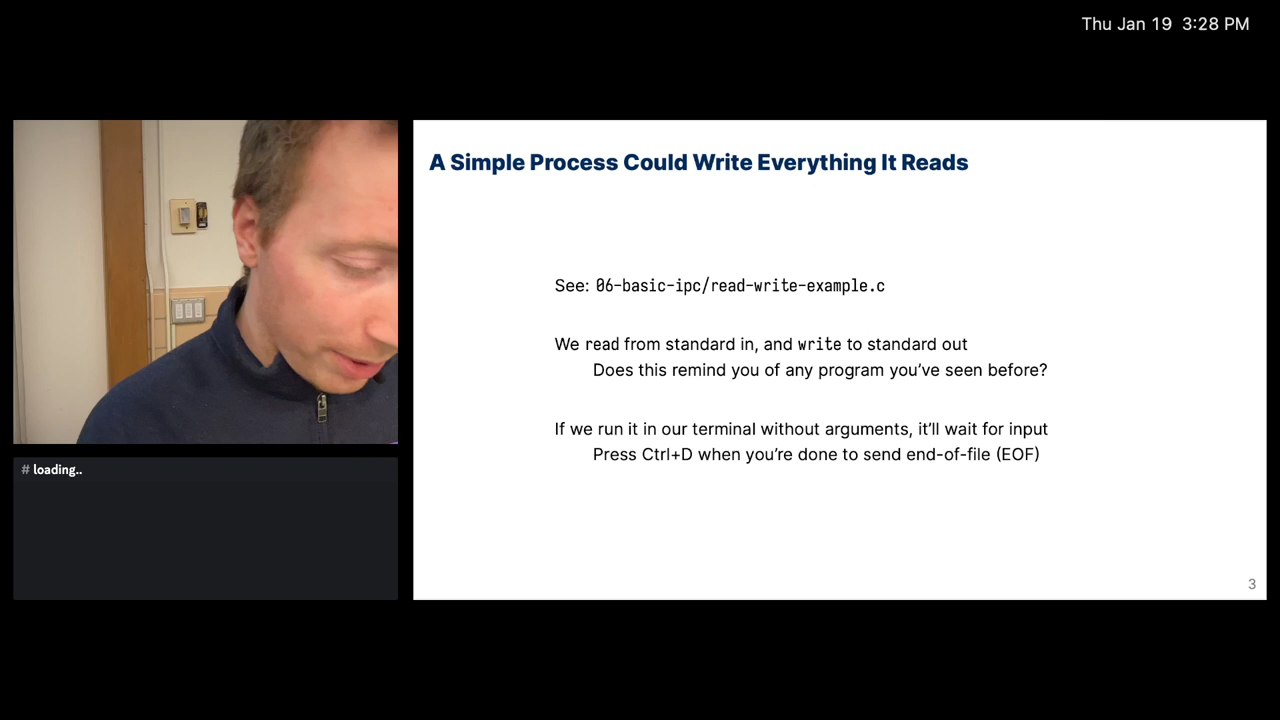 Thu Jan 19 3:28 PM
A Simple Process Could Write Everything It Reads
See: 06-basic-ipc/read-write-example.c
We read from standard in, and write to standard out
Does this remind you of any program you’ve seen before?
If we run it in our terminal without arguments, it’ll wait for input
Press Ctrl+D when you’re done to send end-of-file (EOF)
# loading..
3